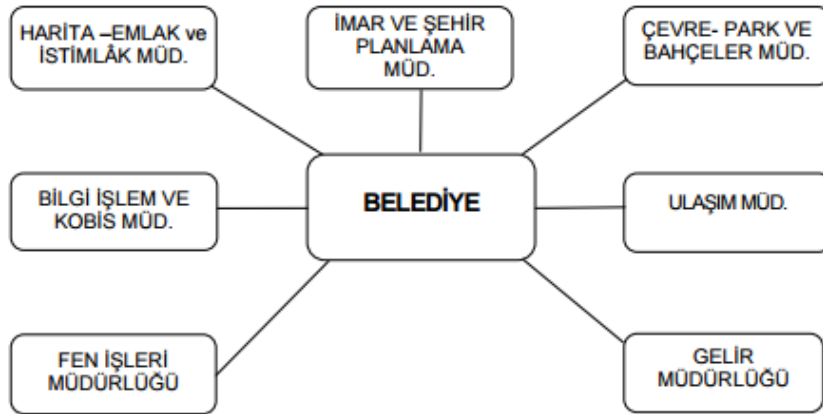 HARİTA –EMLAK ve
İSTİMLÂK MÜD.
İMAR VE ŞEHİR
PLANLAMA
MÜD.
ÇEVRE- PARK VE
BAHÇELER MÜD.
BİLGİ İŞLEM VE
KOBİS MÜD.
BELEDİYE
ULAŞIM MÜD.
FEN İŞLERİ
MÜDÜRLÜĞÜ
GELİR
MÜDÜRLÜĞÜ